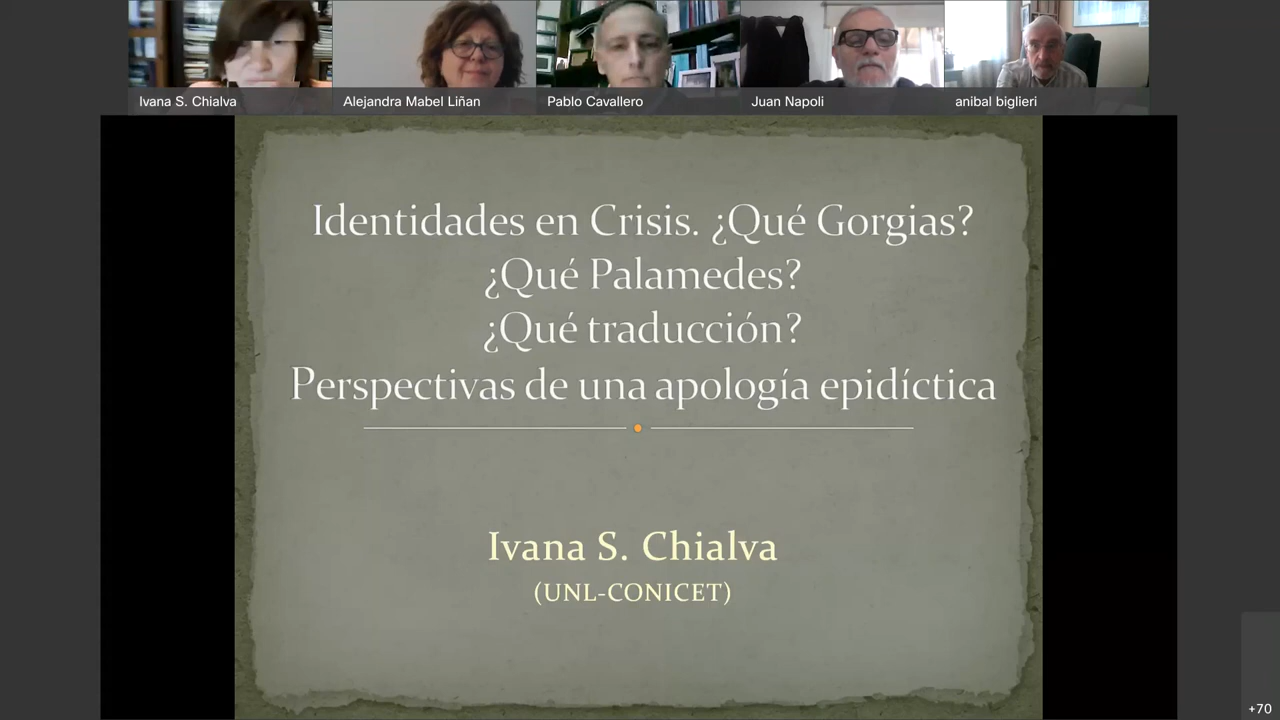 Ivana S. Chialva
Alejandra Mabel Liñan
Pablo Cavallero
Juan Napoli
anibal biglieri
Identidades en Crisis. ¿Qué Gorgias?
¿Qué Palamedes?
¿Qué traducción?
Perspectivas de una apología epidíctica
Ivana S. Chialva
(UNL-CONICET)
+70